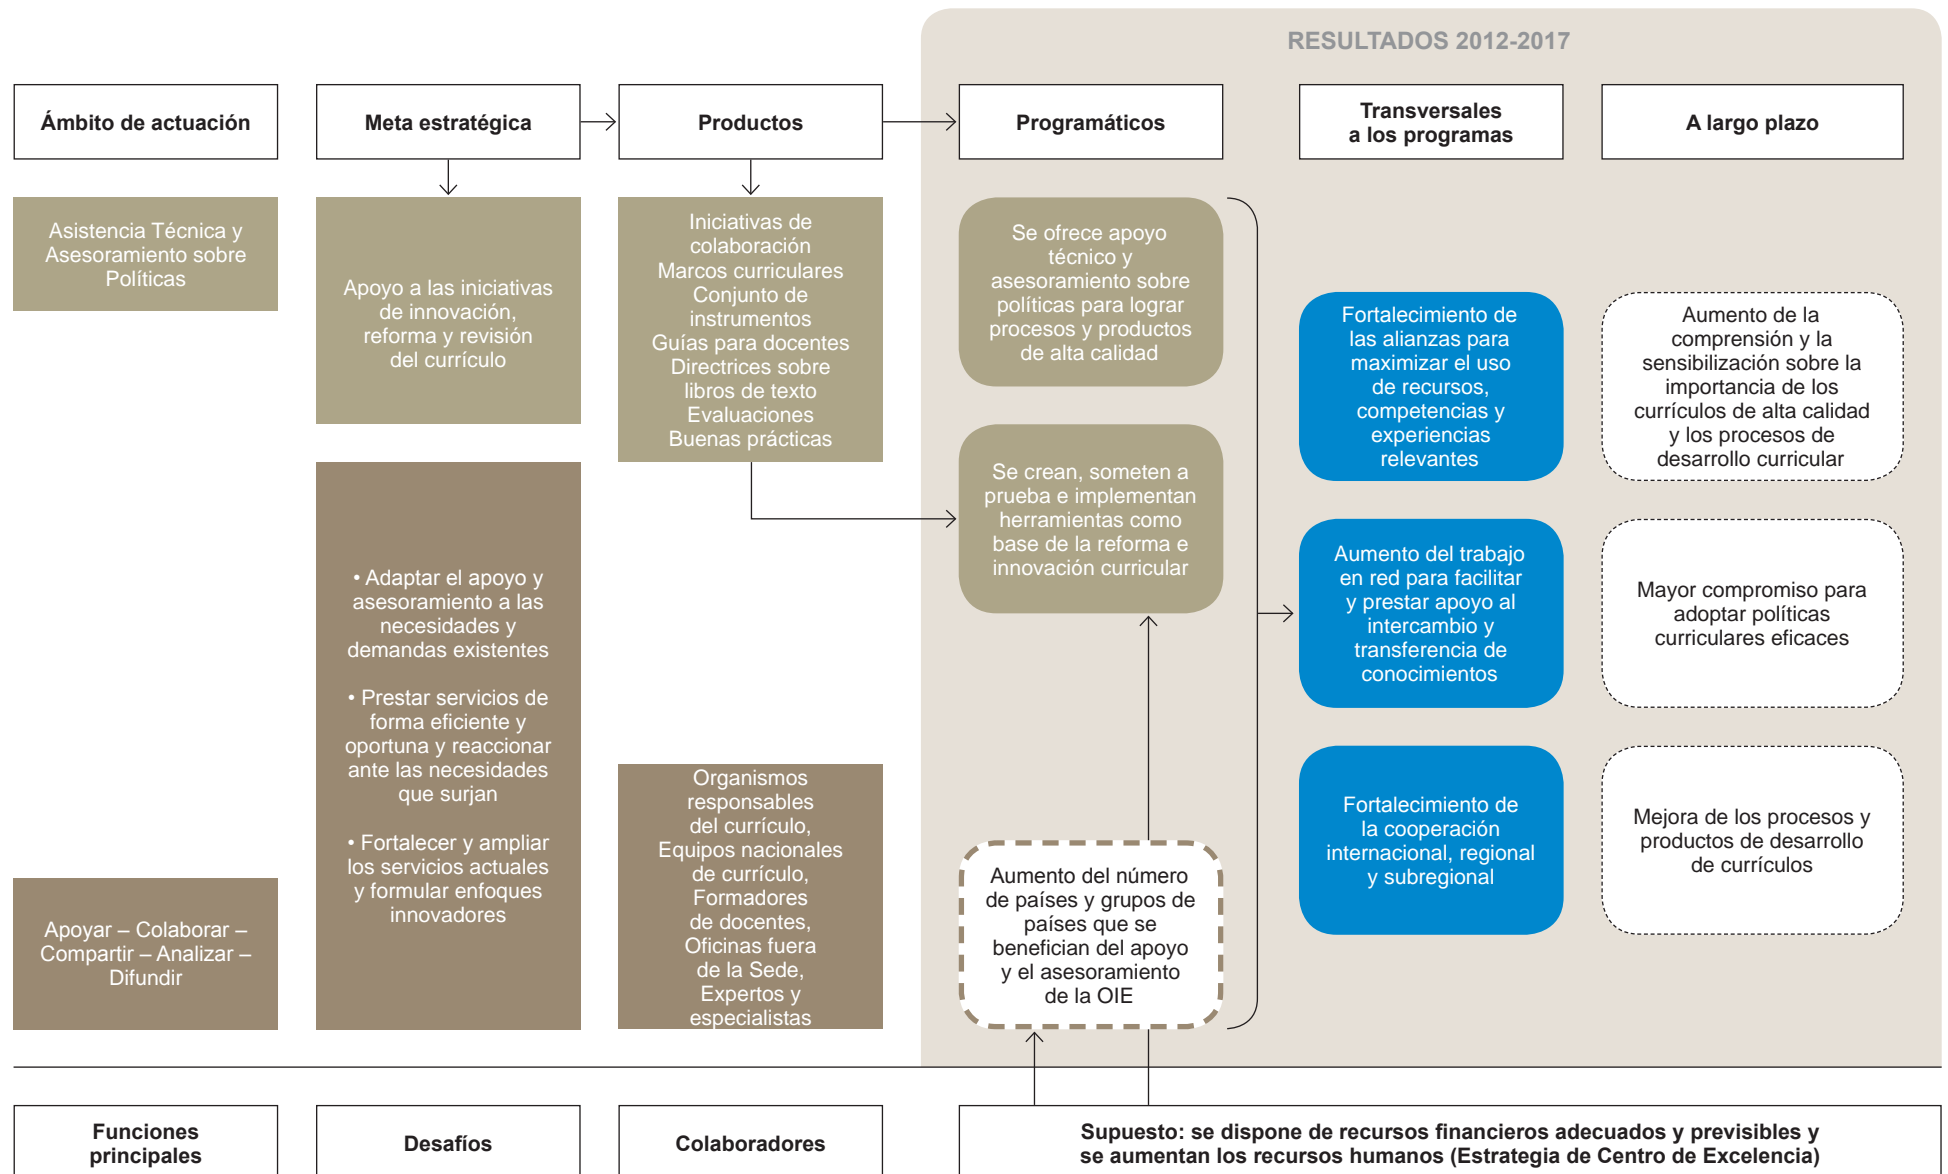 RESULTADOS 2012-2017
Ámbito de actuación
Meta estratégica
Productos
Programáticos
Transversales
a los programas
A largo plazo
Asistencia Técnica y
Asesoramiento sobre
Políticas
Apoyo a las iniciativas
de innovación,
reforma y revisión
del currículo
Iniciativas de
colaboración
Marcos curriculares
Conjunto de
instrumentos
Guías para docentes
Directrices sobre
libros de texto
Evaluaciones
Buenas prácticas
Se ofrece apoyo
técnico y
asesoramiento sobre
políticas para lograr
procesos y productos
de alta calidad
Se crean, someten a
prueba e implementan
herramientas como
base de la reforma e
innovación curricular
Fortalecimiento de
las alianzas para
maximizar el uso
de recursos,
competencias y
experiencias
relevantes
Aumento de la
comprensión y la
sensibilización sobre la
importancia de los
currículos de alta calidad
y los procesos de
desarrollo curricular
Aumento del trabajo
en red para facilitar
y prestar apoyo al
intercambio y
transferencia de
conocimientos
Mayor compromiso para
adoptar políticas
curriculares eficaces
Fortalecimiento de
la cooperación
internacional, regional
y subregional
Mejora de los procesos y
productos de desarrollo
de currículos
Apoyar – Colaborar –
Compartir – Analizar –
Difundir
• Adaptar el apoyo y
asesoramiento a las
necesidades y
demandas existentes
• Prestar servicios de
forma eficiente y
oportuna y reaccionar
ante las necesidades
que surjan
• Fortalecer y ampliar
los servicios actuales
y formular enfoques
innovadores
Organismos
responsables
del currículo,
Equipos nacionales
de currículo,
Formadores
de docentes,
Oficinas fuera
de la Sede,
Expertos y
especialistas
Aumento del número
de países y grupos de
países que se
benefician del apoyo
y el asesoramiento
de la OIE
Funciones
principales
Desafíos
Colaboradores
Supuesto: se dispone de recursos financieros adecuados y previsibles y
se aumentan los recursos humanos (Estrategia de Centro de Excelencia)